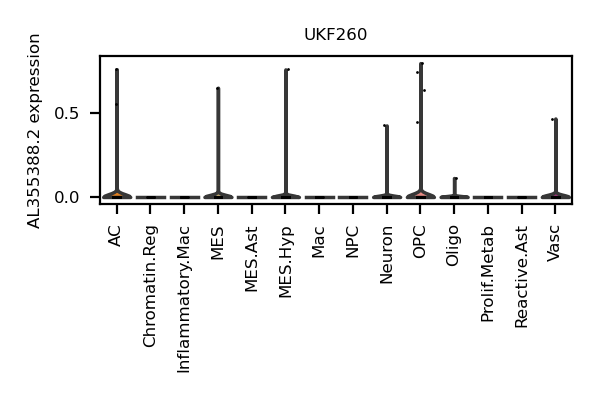 UKF260
AL355388.2 expression
0.5
0.0
AC
Chromatin.Reg
Inflammatory.Mac
MES
MES.Ast
MES.Hyp
Mac
NPC
Neuron
OPC
Oligo
Prolif.Metab
Reactive.Ast
Vasc